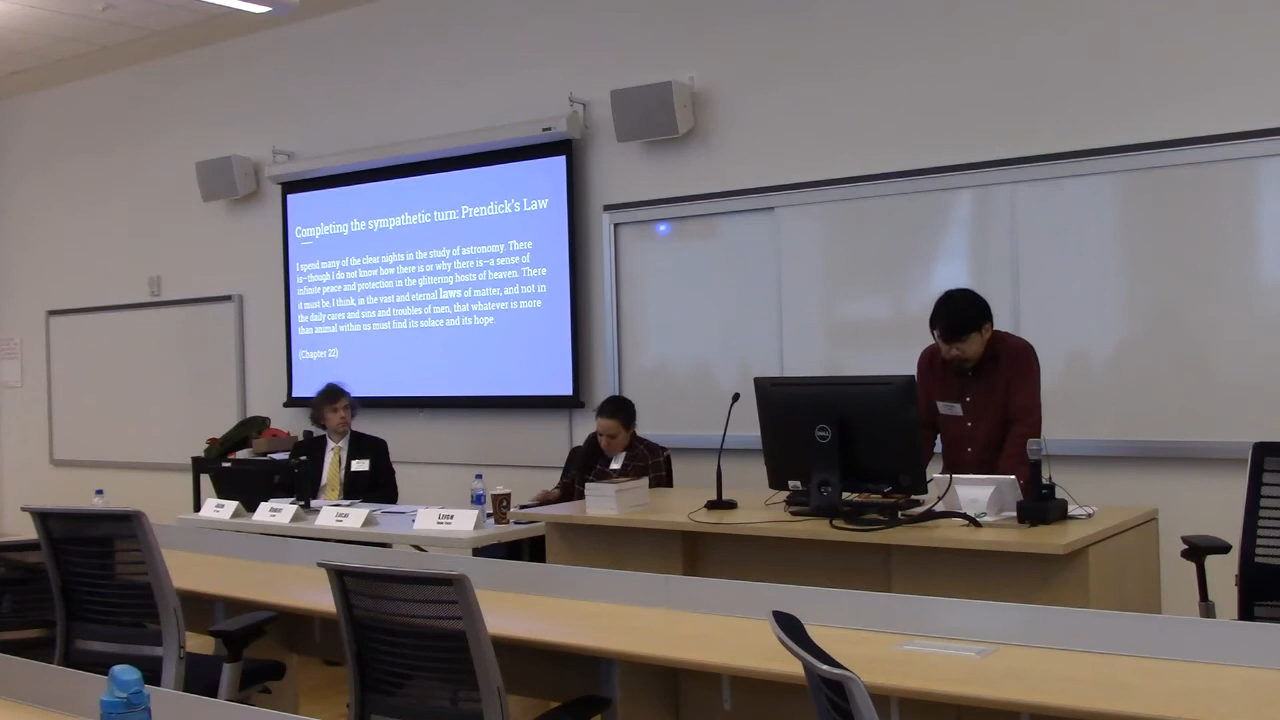 Completing the sympathetic turn: Prendick's Law
I spend many of the clear nights in the study of astronomy. There
is—though I do not know how there is or why there is—a sense of
infinite peace and protection in the glittering hosts of heaven. There
it must be, I think, in the vast and eternal laws of matter, and not in
the daily cares and sins and troubles of men, that whatever is more
than animal within us must find its solace and its hope.
(Chapter 22)
DELL
Jason
Robert
Lucas
Leigh